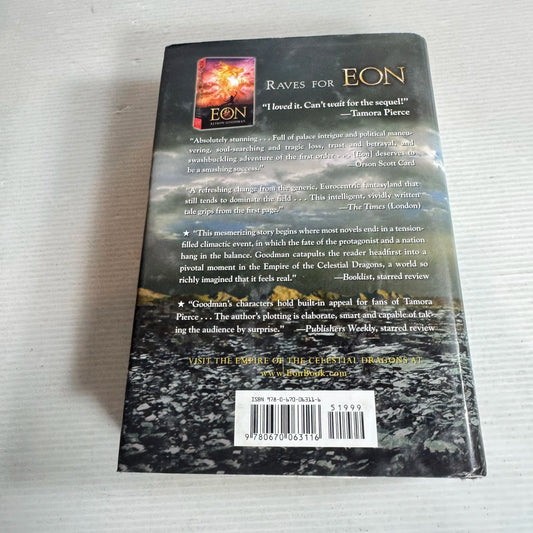 EON
ALISON GOODMAN
RAVES FOR EON
"I loved it. Can't wait for the sequel!"
—Tamora Pierce
"Absolutely stunning . . . Full of palace intrigue and political maneu-
vering, soul-searching and tragic loss, trust and betrayal, and
swashbuckling adventure of the first order . . . [Eon] deserves to
be a smashing success."
—Orson Scott Card
"A refreshing change from the generic, Eurocentric fantasyland that
still tends to dominate the field . . . This intelligent, vividly written
tale grips from the first page."
—The Times (London)
★ "This mesmerizing story begins where most novels end: in a tension-
filled climactic event, in which the fate of the protagonist and a nation
hang in the balance. Goodman catapults the reader headfirst into a
pivotal moment in the Empire of the Celestial Dragons, a world so
richly imagined that it feels real."
—Booklist, starred review
★ "Goodman's characters hold built-in appeal for fans of Tamora
Pierce . . . The author's plotting is elaborate, smart and capable of tak-
ing the audience by surprise."
—Publishers Weekly, starred review
VISIT THE EMPIRE OF THE CELESTIAL DRAGONS AT
www.EonBook.com
ISBN 978-0-670-06311-6
51999
9 780670 063116